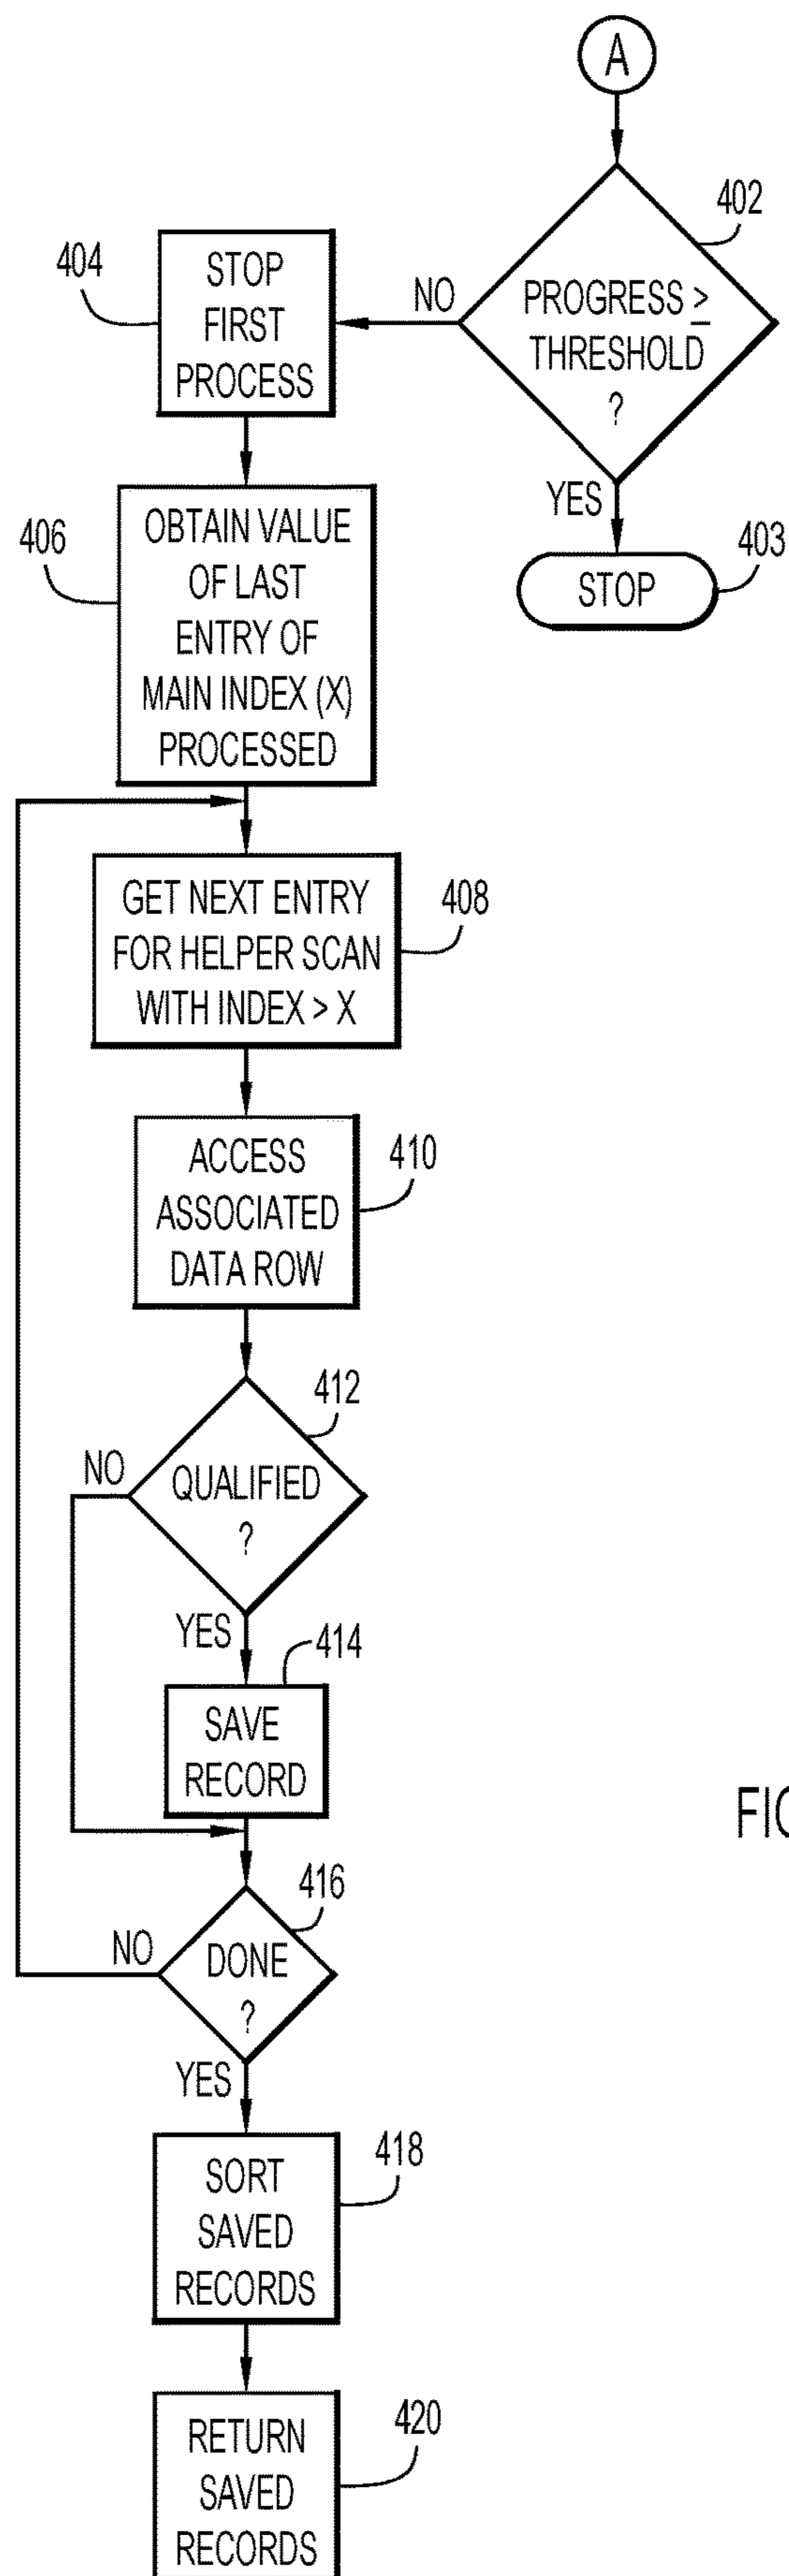 A
402
PROGRESS ≥
THRESHOLD
?
NO
YES
STOP
403
404
STOP
FIRST
PROCESS
406
OBTAIN VALUE
OF LAST
ENTRY OF
MAIN INDEX (X)
PROCESSED
GET NEXT ENTRY
FOR HELPER SCAN
WITH INDEX > X
408
ACCESS
ASSOCIATED
DATA ROW
410
412
QUALIFIED
?
NO
YES
414
SAVE
RECORD
416
DONE
?
NO
YES
SORT
SAVED
RECORDS
418
RETURN
SAVED
RECORDS
420